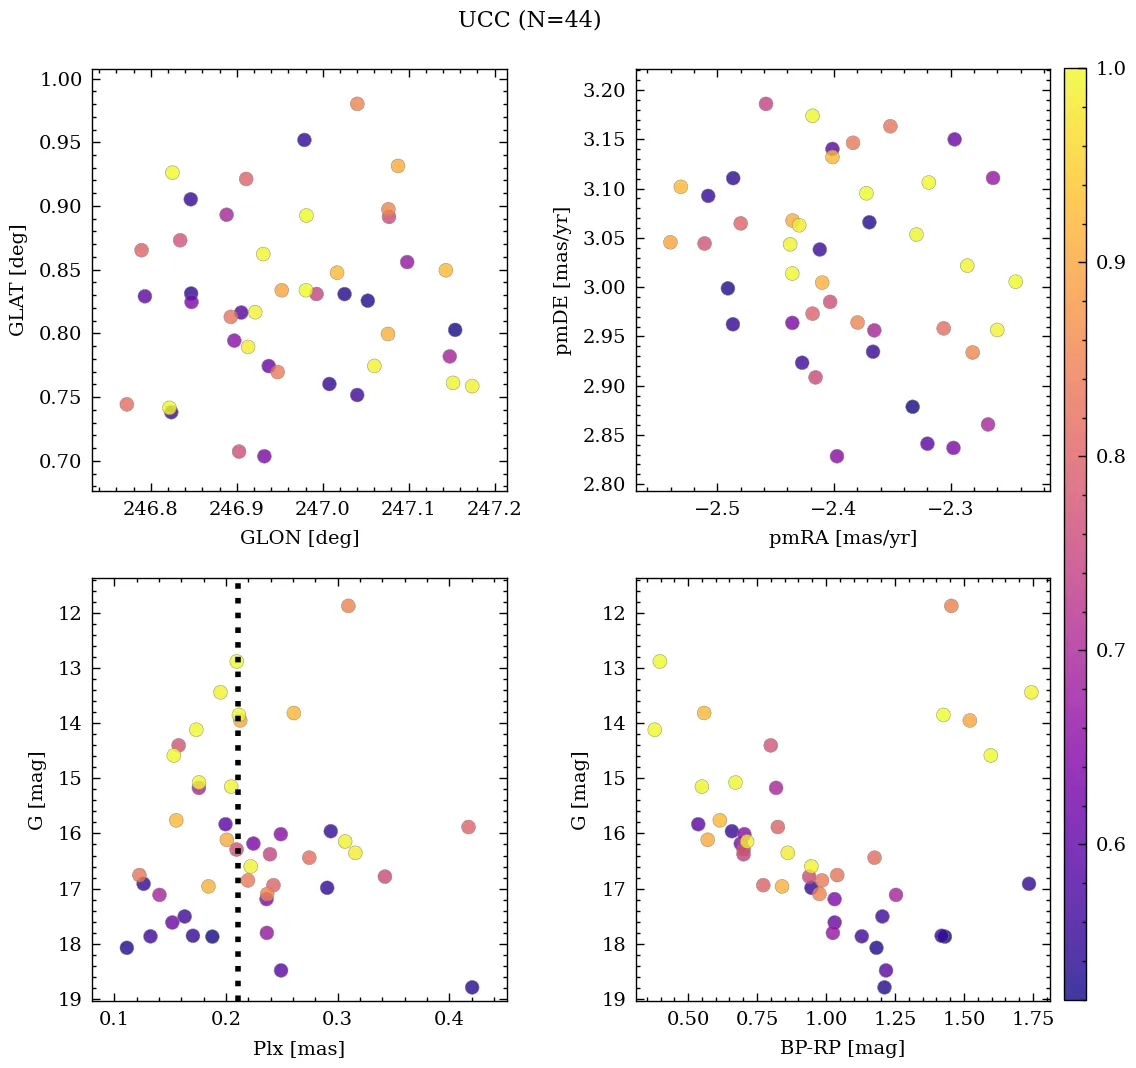 UCC (N=44)
1.00
0.95
0.90
0.85
0.80
0.75
0.70
GLAT [deg]
246.8 246.9 247.0 247.1 247.2
GLON [deg]
3.20
3.15
3.10
3.05
3.00
2.95
2.90
2.85
2.80
pmDE [mas/yr]
−2.5 −2.4 −2.3
pmRA [mas/yr]
1.0
0.9
0.8
0.7
0.6
12
13
14
15
16
17
18
19
G [mag]
0.1 0.2 0.3 0.4
Plx [mas]
12
13
14
15
16
17
18
19
G [mag]
0.50 0.75 1.00 1.25 1.50 1.75
BP-RP [mag]